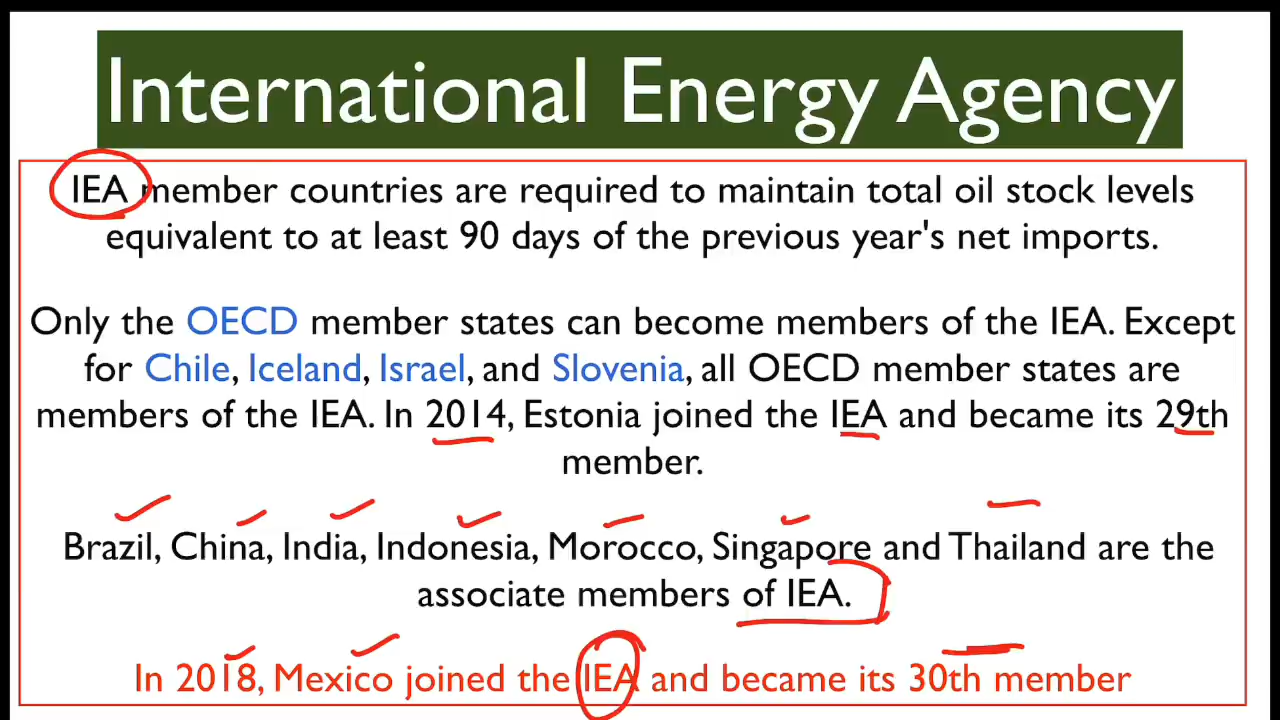 International Energy Agency
IEA member countries are required to maintain total oil stock levels
equivalent to at least 90 days of the previous year's net imports.
Only the OECD member states can become members of the IEA. Except
for Chile, Iceland, Israel, and Slovenia, all OECD member states are
members of the IEA. In 2014, Estonia joined the IEA and became its 29th
member.
Brazil, China, India, Indonesia, Morocco, Singapore and Thailand are the
associate members of IEA.
In 2018, Mexico joined the IEA and became its 30th member